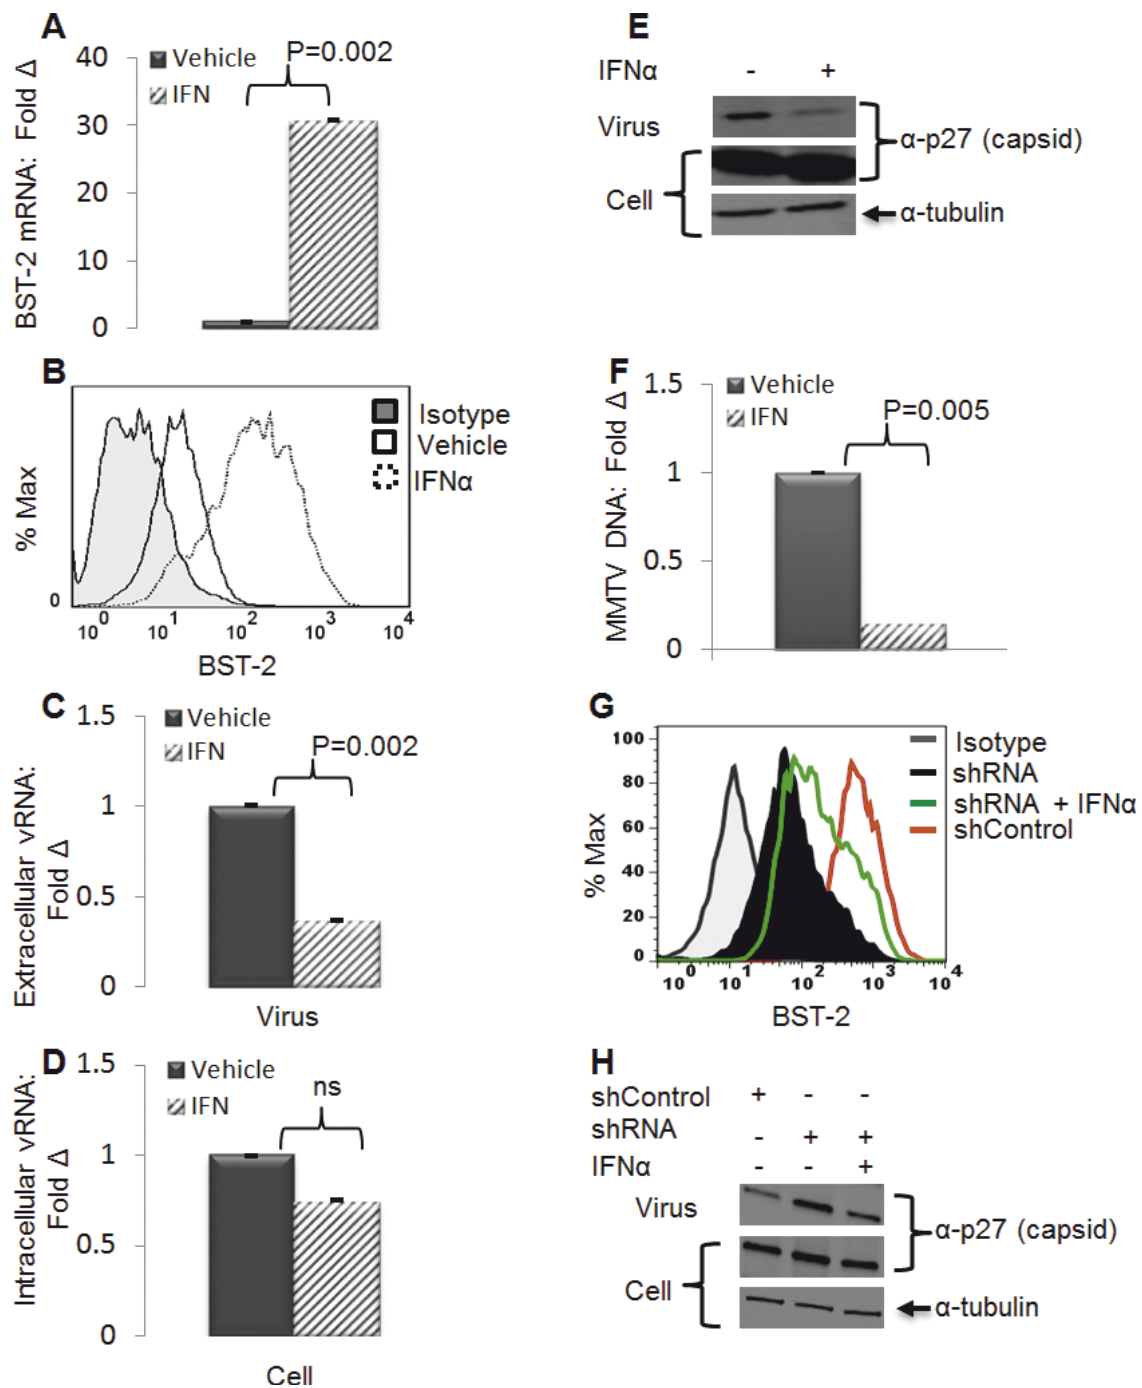 A
BST-2 mRNA: Fold Δ
40
30
20
10
0
Vehicle
IFN
P=0.002
B
% Max
0
10^0 10^1 10^2 10^3 10^4
BST-2
Isotype
Vehicle
IFNα
C
Extracellular vRNA:
Fold Δ
1.5
1
0.5
0
Vehicle
IFN
P=0.002
Virus
D
Intracellular vRNA:
Fold Δ
1.5
1
0.5
0
Vehicle
IFN
ns
Cell
E
IFNα - +
Virus
Cell
α-p27 (capsid)
α-tubulin
F
MMTV DNA: Fold Δ
1.5
1
0.5
0
Vehicle
IFN
P=0.005
G
% Max
100
80
60
40
20
0
10^0 10^1 10^2 10^3 10^4
BST-2
Isotype
shRNA
shRNA + IFNα
shControl
H
shControl + - -
shRNA - + +
IFNα - - +
Virus
Cell
α-p27 (capsid)
α-tubulin